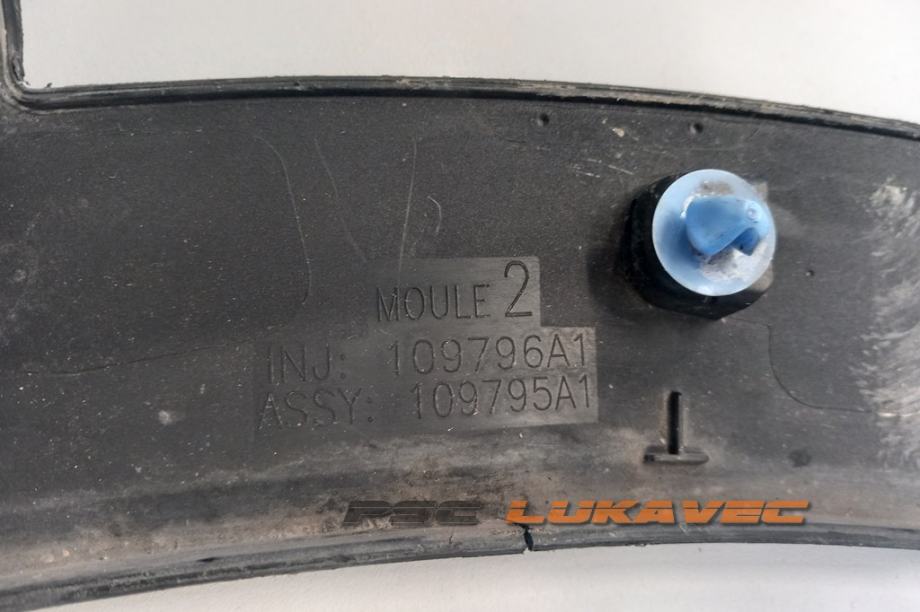 MOULE 2
INJ: 109796A1
ASSY: 109795A1
PSC LUKAVEC